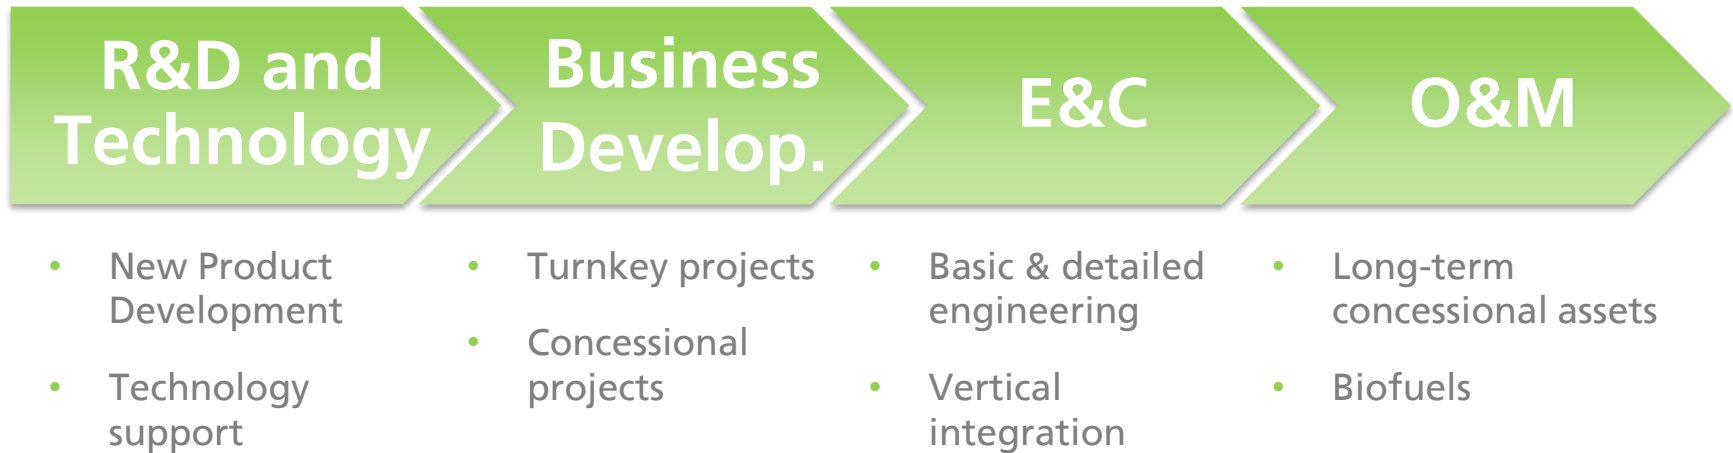 R&D and
Technology
Business
Develop.
E&C
O&M
• New Product
Development
• Technology
support
• Turnkey projects
• Concessional
projects
• Basic & detailed
engineering
• Vertical
integration
• Long-term
concessional assets
• Biofuels